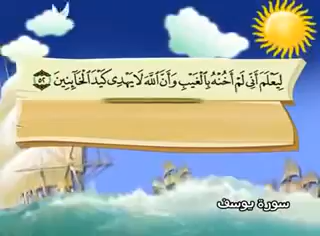 لِيَعْلَمَ أَنِّي لَمْ أَخُنْهُ بِالْغَيْبِ وَأَنَّ اللَّهَ لَا يَهْدِي كَيْدَ الْخَائِنِينَ ٥٢
سورة يوسف